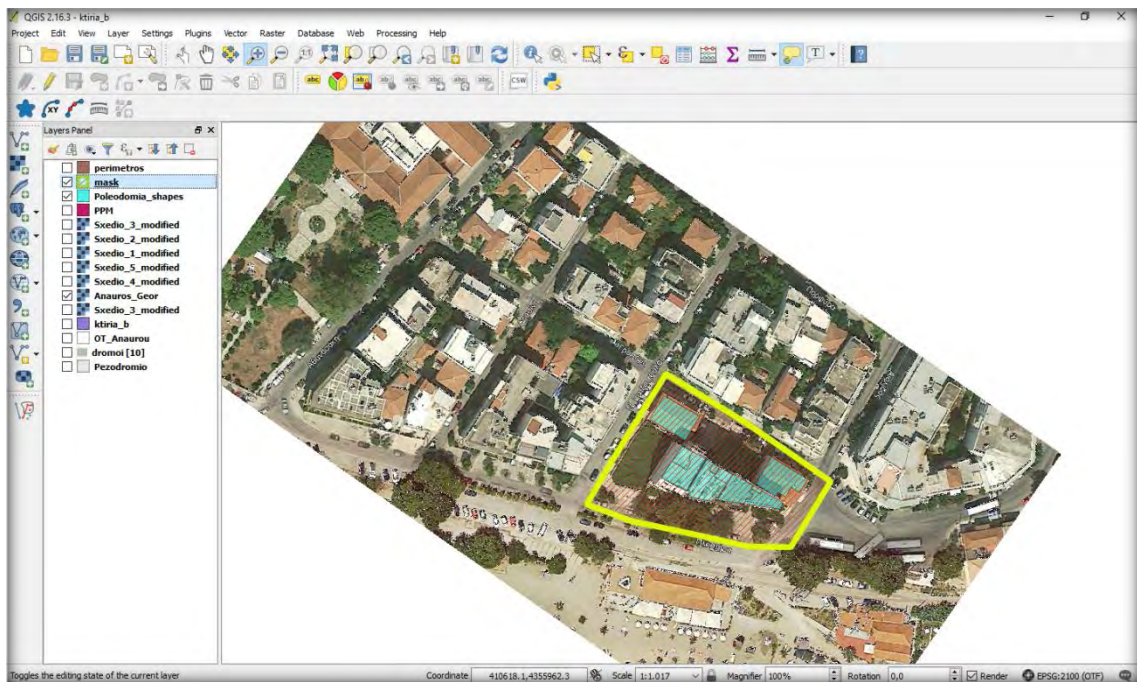 QGIS 2.16.3 - ktiria_b
Project Edit View Layer Settings Plugins Vector Raster Database Web Processing Help
Layers Panel
perimetros
mask
Poleodomia_shapes
PPM
Sxedio_3_modified
Sxedio_2_modified
Sxedio_1_modified
Sxedio_5_modified
Sxedio_4_modified
Anauros_Geor
Sxedio_3_modified
ktiria_b
OT_Anaurou
dromoi [10]
Pezodromio
Toggles the editing state of the current layer Coordinate 410618.1,4355962.3 Scale 1:1.017 Magnifier 100% Rotation 0,0 Render EPSG:2100 (OTF)